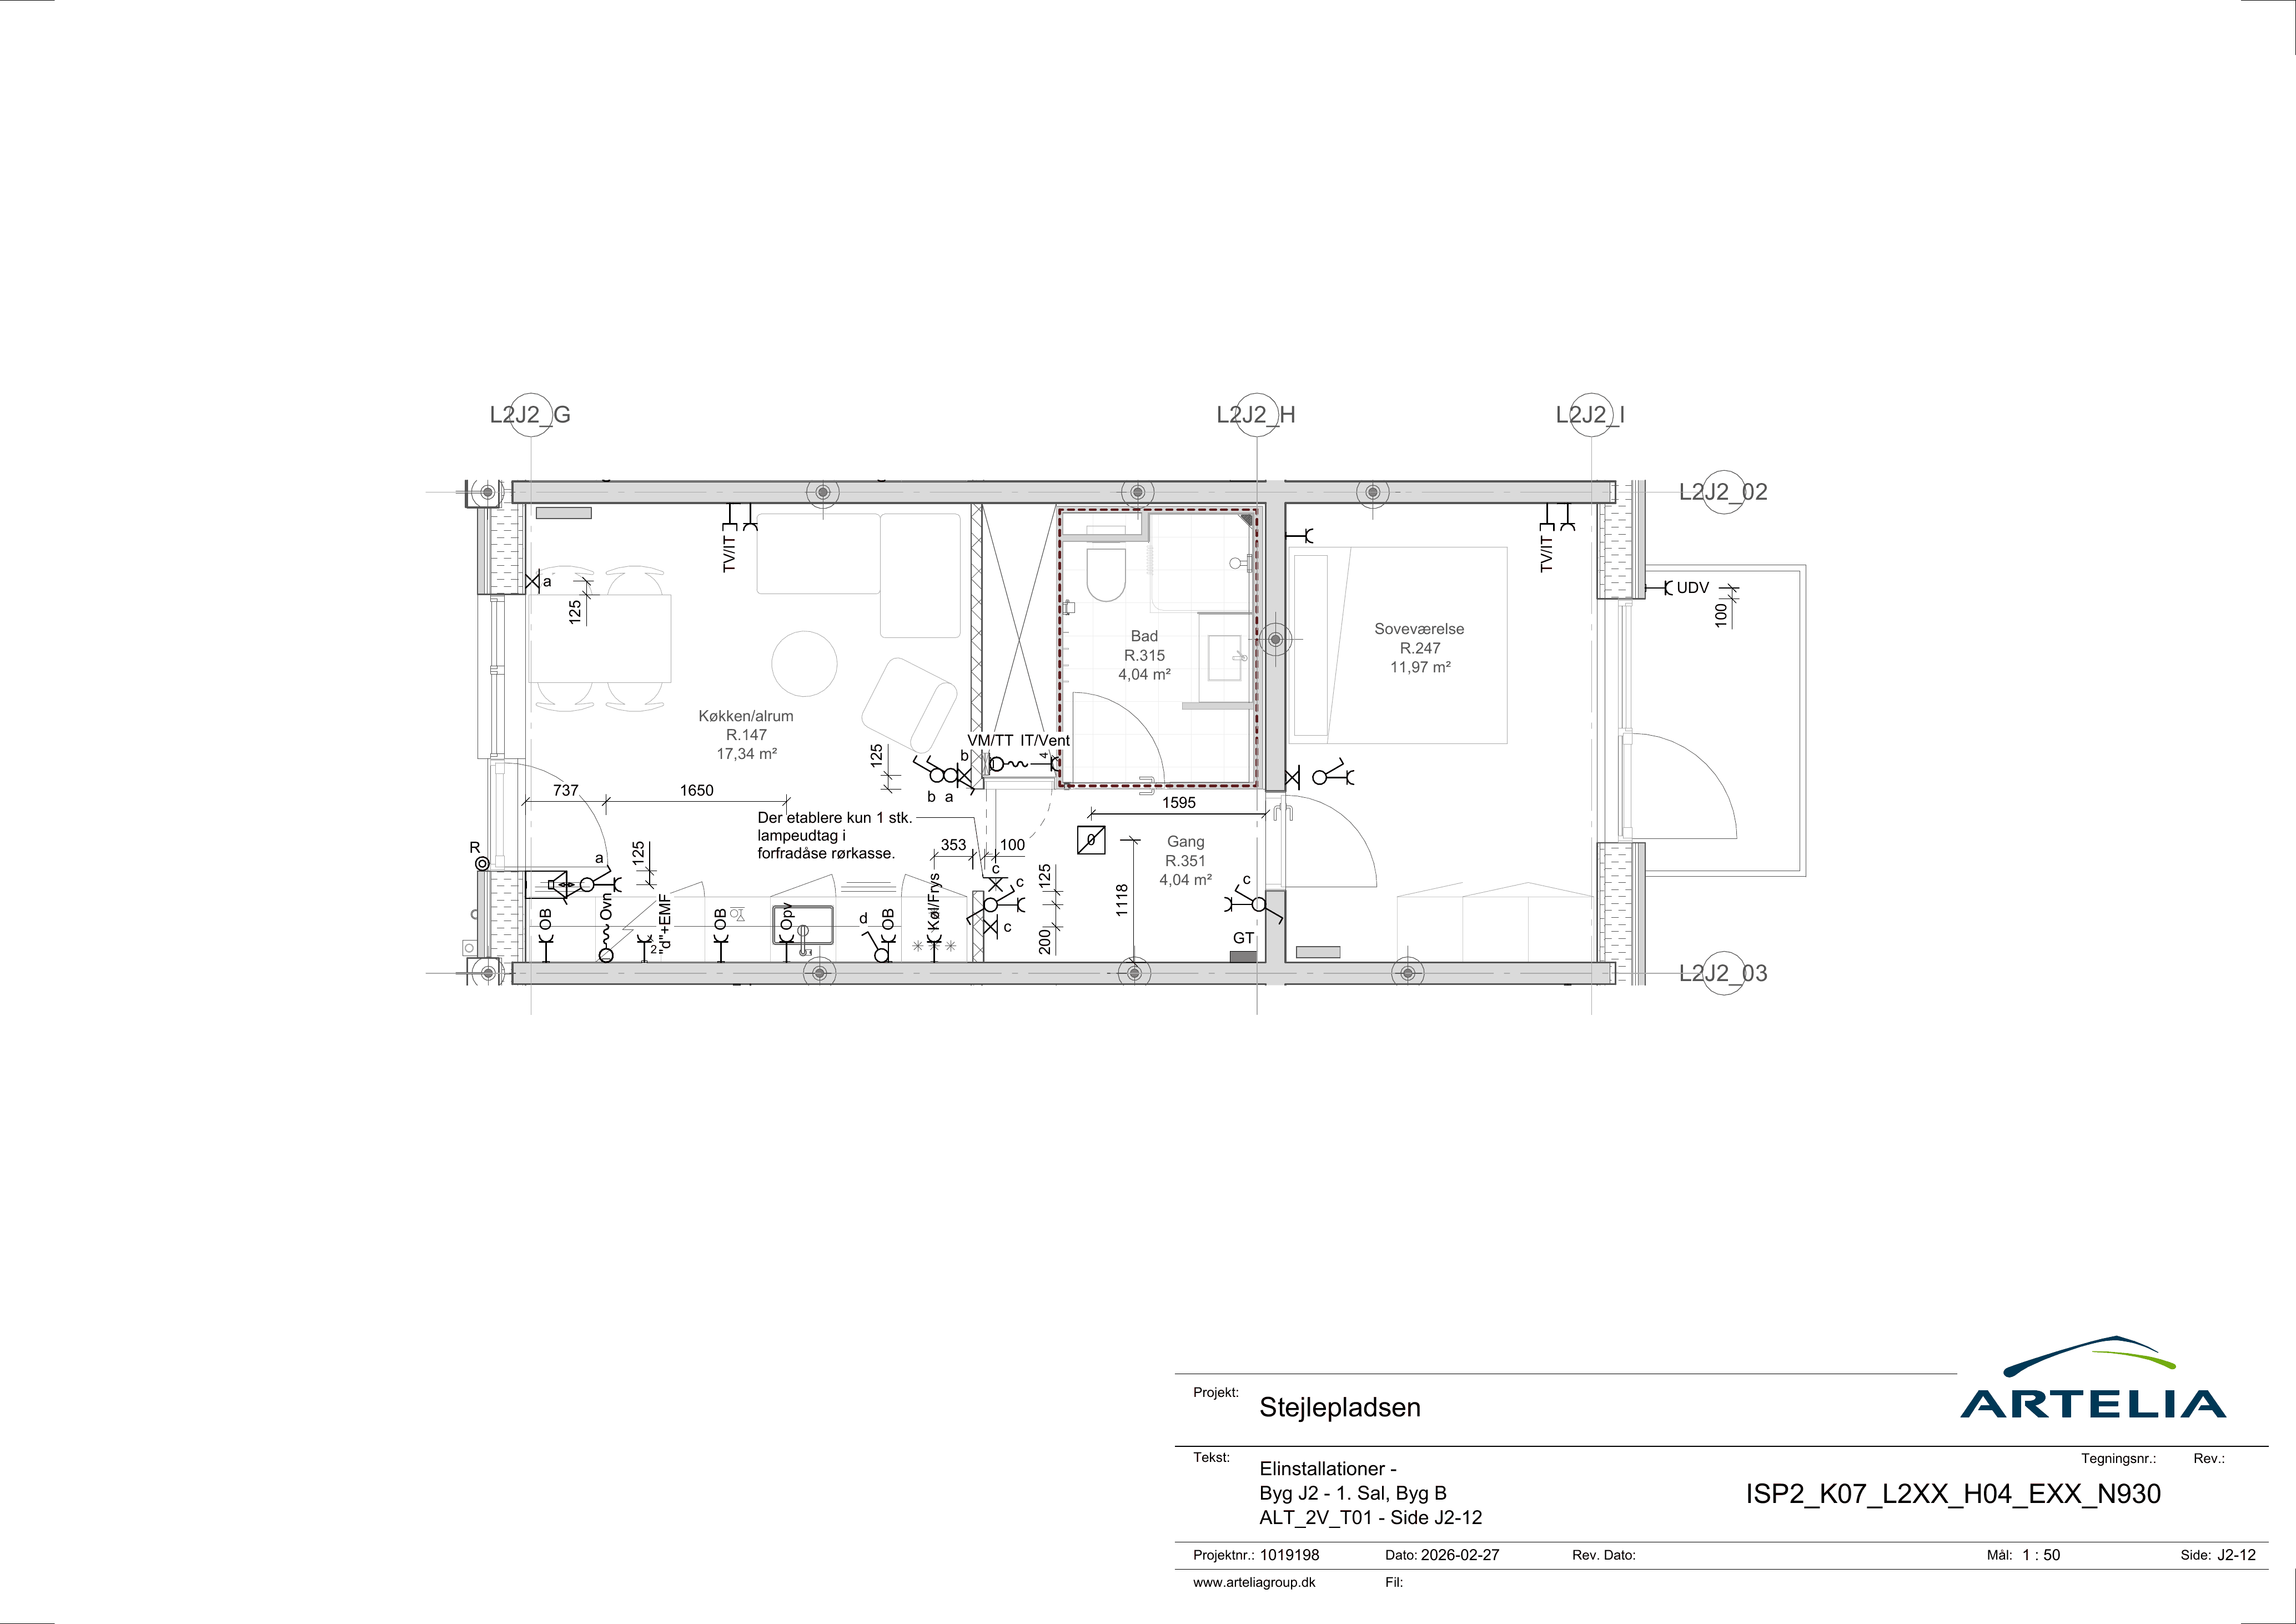 L2J2_G
L2J2_H
L2J2_I
L2J2_02
TV/IT
TV/IT
a
125
UDV
100
Bad
R.315
4,04 m²
Soveværelse
R.247
11,97 m²
Køkken/alrum
R.147
17,34 m²
VM/TT IT/Vent
125
b
4
b a
737
1650
1595
Der etablere kun 1 stk.
lampeudtag i
forfradåse rørkasse.
353
100
0
Gang
R.351
4,04 m²
R
a
125
c
c
125
1118
c
OB
Ovn
2
"d"+EMF
OB
Opv
d
OB
Køl/Frys
c
200
GT
L2J2_03
ARTELIA
Projekt:
Stejlepladsen
Tekst:
Elinstallationer -
Byg J2 - 1. Sal, Byg B
ALT_2V_T01 - Side J2-12
Tegningsnr.: Rev.:
ISP2_K07_L2XX_H04_EXX_N930
Projektnr.: 1019198 Dato: 2026-02-27 Rev. Dato: Mål: 1 : 50 Side: J2-12
www.arteliagroup.dk Fil: